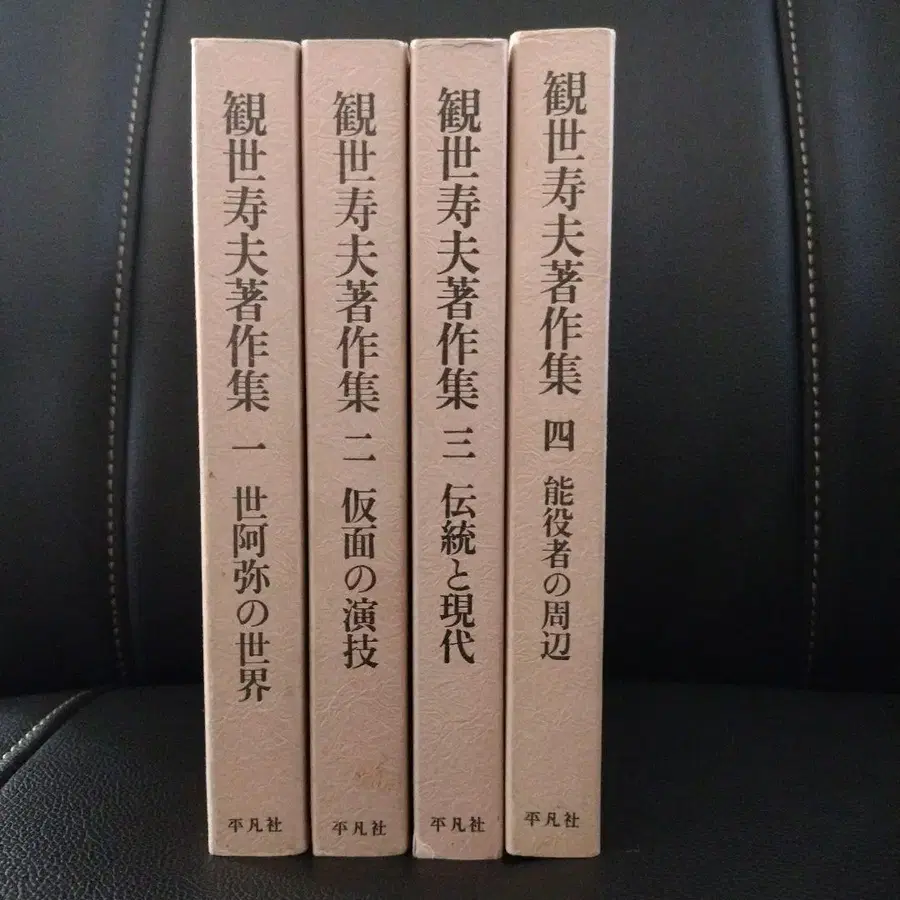 観世寿夫著作集 一 世阿弥の世界
平凡社
観世寿夫著作集 二 仮面の演技
平凡社
観世寿夫著作集 三 伝統と現代
平凡社
観世寿夫著作集 四 能役者の周辺
平凡社